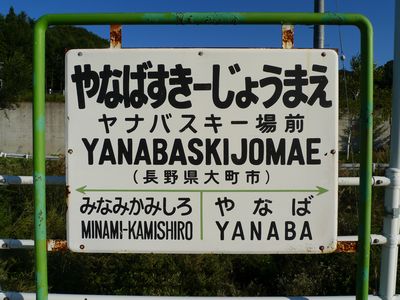 やなばすきーじょうまえ
ヤナバスキー場前
YANABASKIJOMAE
(長野県大町市)
みなみかみしろ やなば
MINAMI-KAMISHIRO YANABA